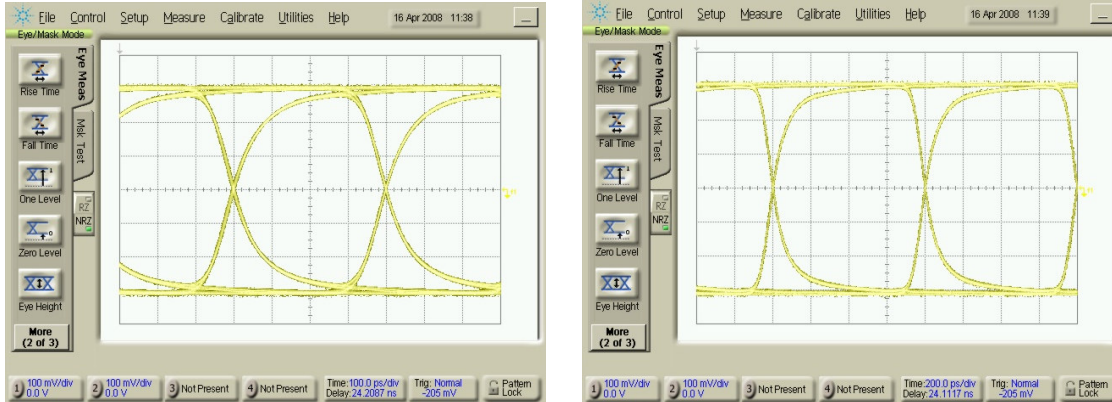 File Control Setup Measure Calibrate Utilities Help 16 Apr 2008 11:38
Eye/Mask Mode
Eye Meas
Msk Test
Rise Time
Fall Time
One Level
RZ
NRZ
Zero Level
Eye Height
More
(2 of 3)
1) 100 mV/div
0.0 V
2) 100 mV/div
0.0 V
3) Not Present
4) Not Present
Time:100.0 ps/div
Delay:24.2087 ns
Trig: Normal
-205 mV
Pattern
Lock
File Control Setup Measure Calibrate Utilities Help 16 Apr 2008 11:39
Eye/Mask Mode
Eye Meas
Msk Test
Rise Time
Fall Time
One Level
RZ
NRZ
Zero Level
Eye Height
More
(2 of 3)
1) 100 mV/div
0.0 V
2) 100 mV/div
0.0 V
3) Not Present
4) Not Present
Time:200.0 ps/div
Delay:24.1117 ns
Trig: Normal
-205 mV
Pattern
Lock